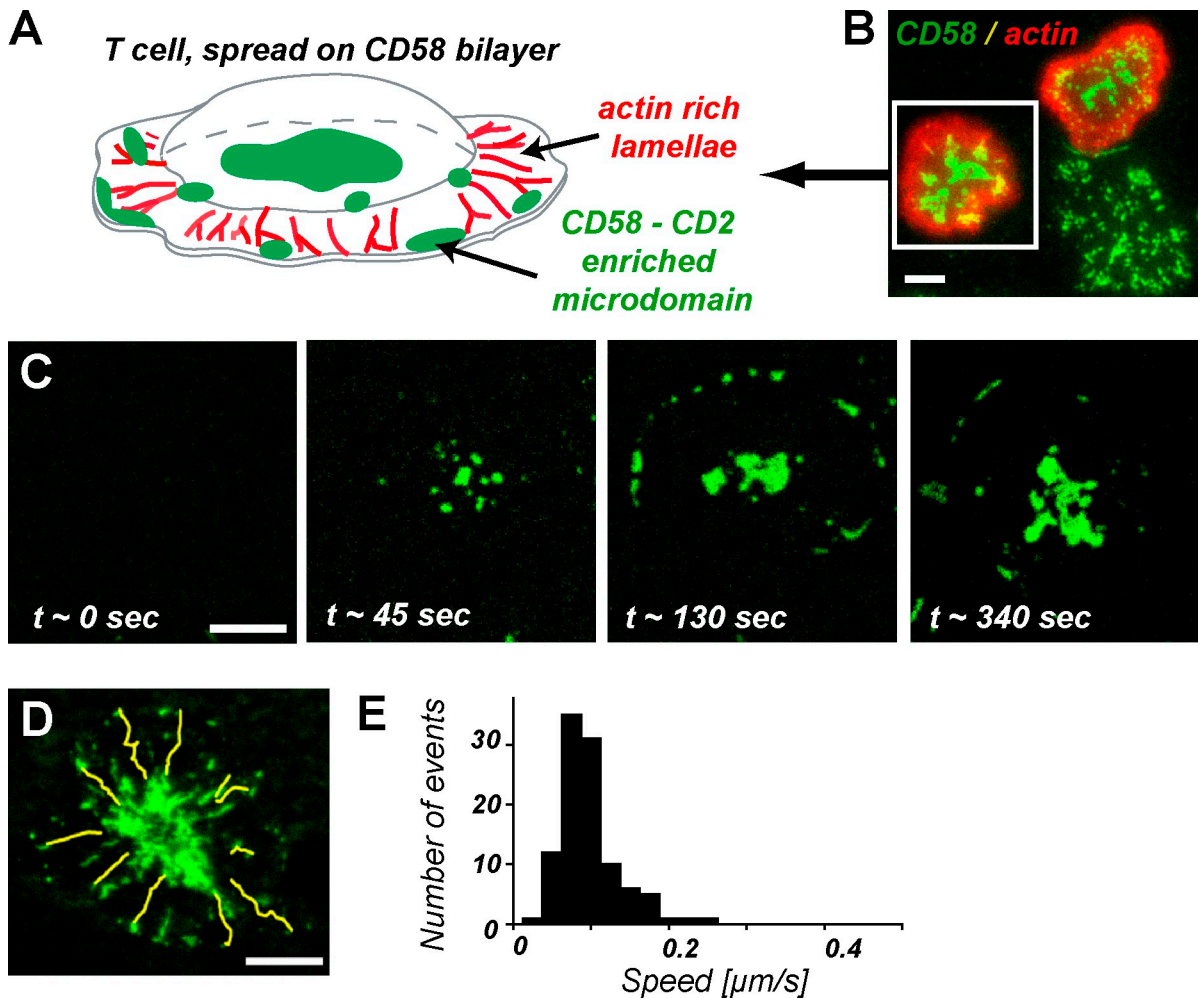 A
T cell, spread on CD58 bilayer
actin rich
lamellae
CD58 - CD2
enriched
microdomain
B
CD58 / actin
C
t ~ 0 sec
t ~ 45 sec
t ~ 130 sec
t ~ 340 sec
D
E
Number of events
30
20
10
0
0
0.2
0.4
Speed [µm/s]